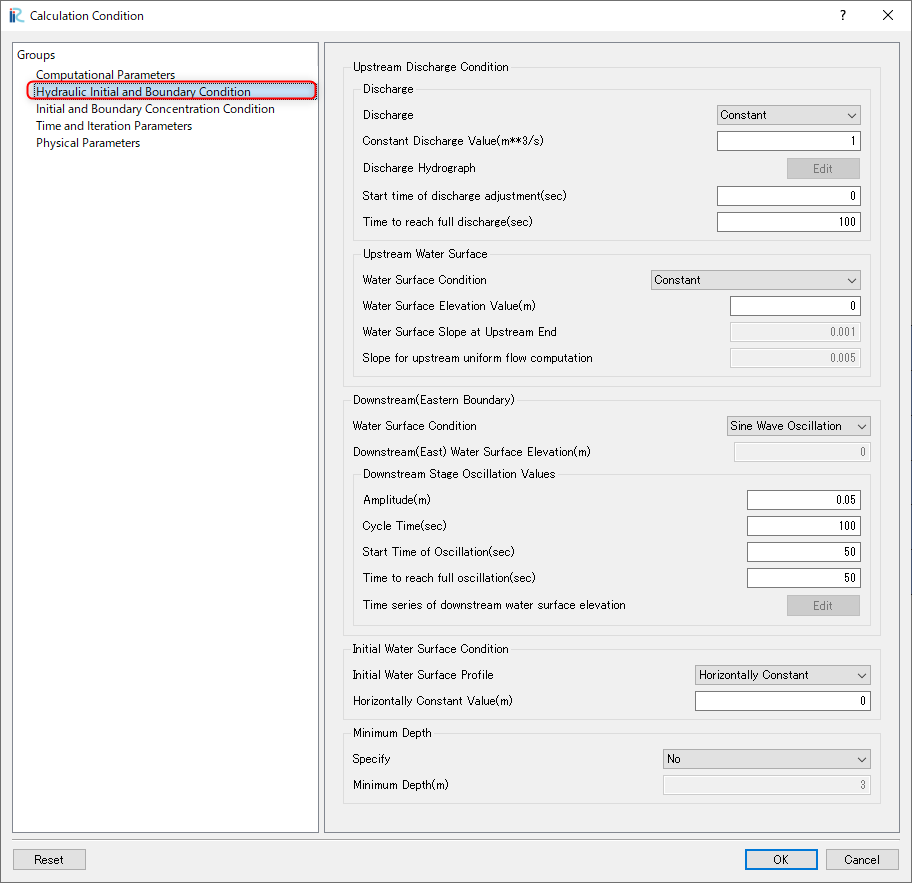 iC Calculation Condition ?
Groups
Computational Parameters
Hydraulic Initial and Boundary Condition
Initial and Boundary Concentration Condition
Time and Iteration Parameters
Physical Parameters
Upstream Discharge Condition
Discharge
Discharge Constant
Constant Discharge Value(m**3/s) 1
Discharge Hydrograph Edit
Start time of discharge adjustment(sec) 0
Time to reach full discharge(sec) 100
Upstream Water Surface
Water Surface Condition Constant
Water Surface Elevation Value(m) 0
Water Surface Slope at Upstream End 0.001
Slope for upstream uniform flow computation 0.005
Downstream(Eastern Boundary)
Water Surface Condition Sine Wave Oscillation
Downstream(East) Water Surface Elevation(m) 0
Downstream Stage Oscillation Values
Amplitude(m) 0.05
Cycle Time(sec) 100
Start Time of Oscillation(sec) 50
Time to reach full oscillation(sec) 50
Time series of downstream water surface elevation Edit
Initial Water Surface Condition
Initial Water Surface Profile Horizontally Constant
Horizontally Constant Value(m) 0
Minimum Depth
Specify No
Minimum Depth(m) 3
Reset OK Cancel